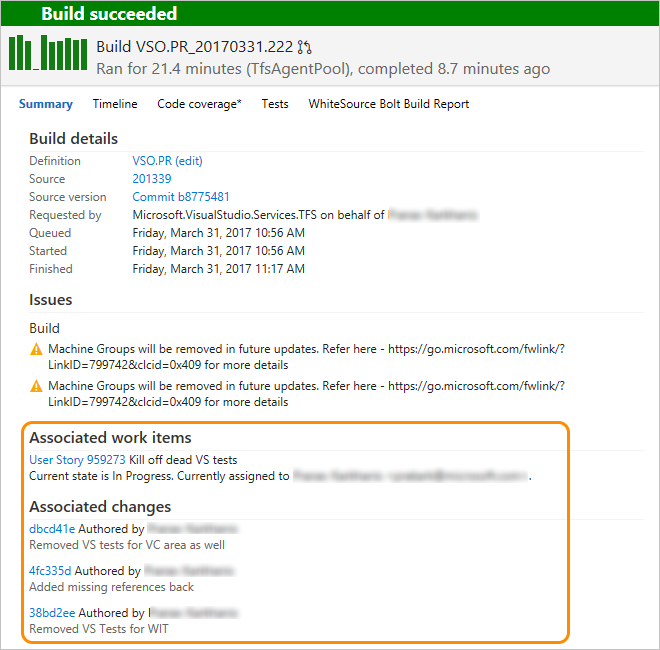 Build succeeded
Build VSO.PR_20170331.222
Ran for 21.4 minutes (TfsAgentPool), completed 8.7 minutes ago
Summary Timeline Code coverage* Tests WhiteSource Bolt Build Report
Build details
Definition VSO.PR (edit)
Source 201339
Source version Commit b8775481
Requested by Microsoft.VisualStudio.Services.TFS on behalf of
Queued Friday, March 31, 2017 10:56 AM
Started Friday, March 31, 2017 10:56 AM
Finished Friday, March 31, 2017 11:17 AM
Issues
Build
Machine Groups will be removed in future updates. Refer here - https://go.microsoft.com/fwlink/?
LinkID=799742&clcid=0x409 for more details
Machine Groups will be removed in future updates. Refer here - https://go.microsoft.com/fwlink/?
LinkID=799742&clcid=0x409 for more details
Associated work items
User Story 959273 Kill off dead VS tests
Current state is In Progress. Currently assigned to .
Associated changes
dbcd41e Authored by
Removed VS tests for VC area as well
4fc335d Authored by
Added missing references back
38bd2ee Authored by
Removed VS Tests for WIT